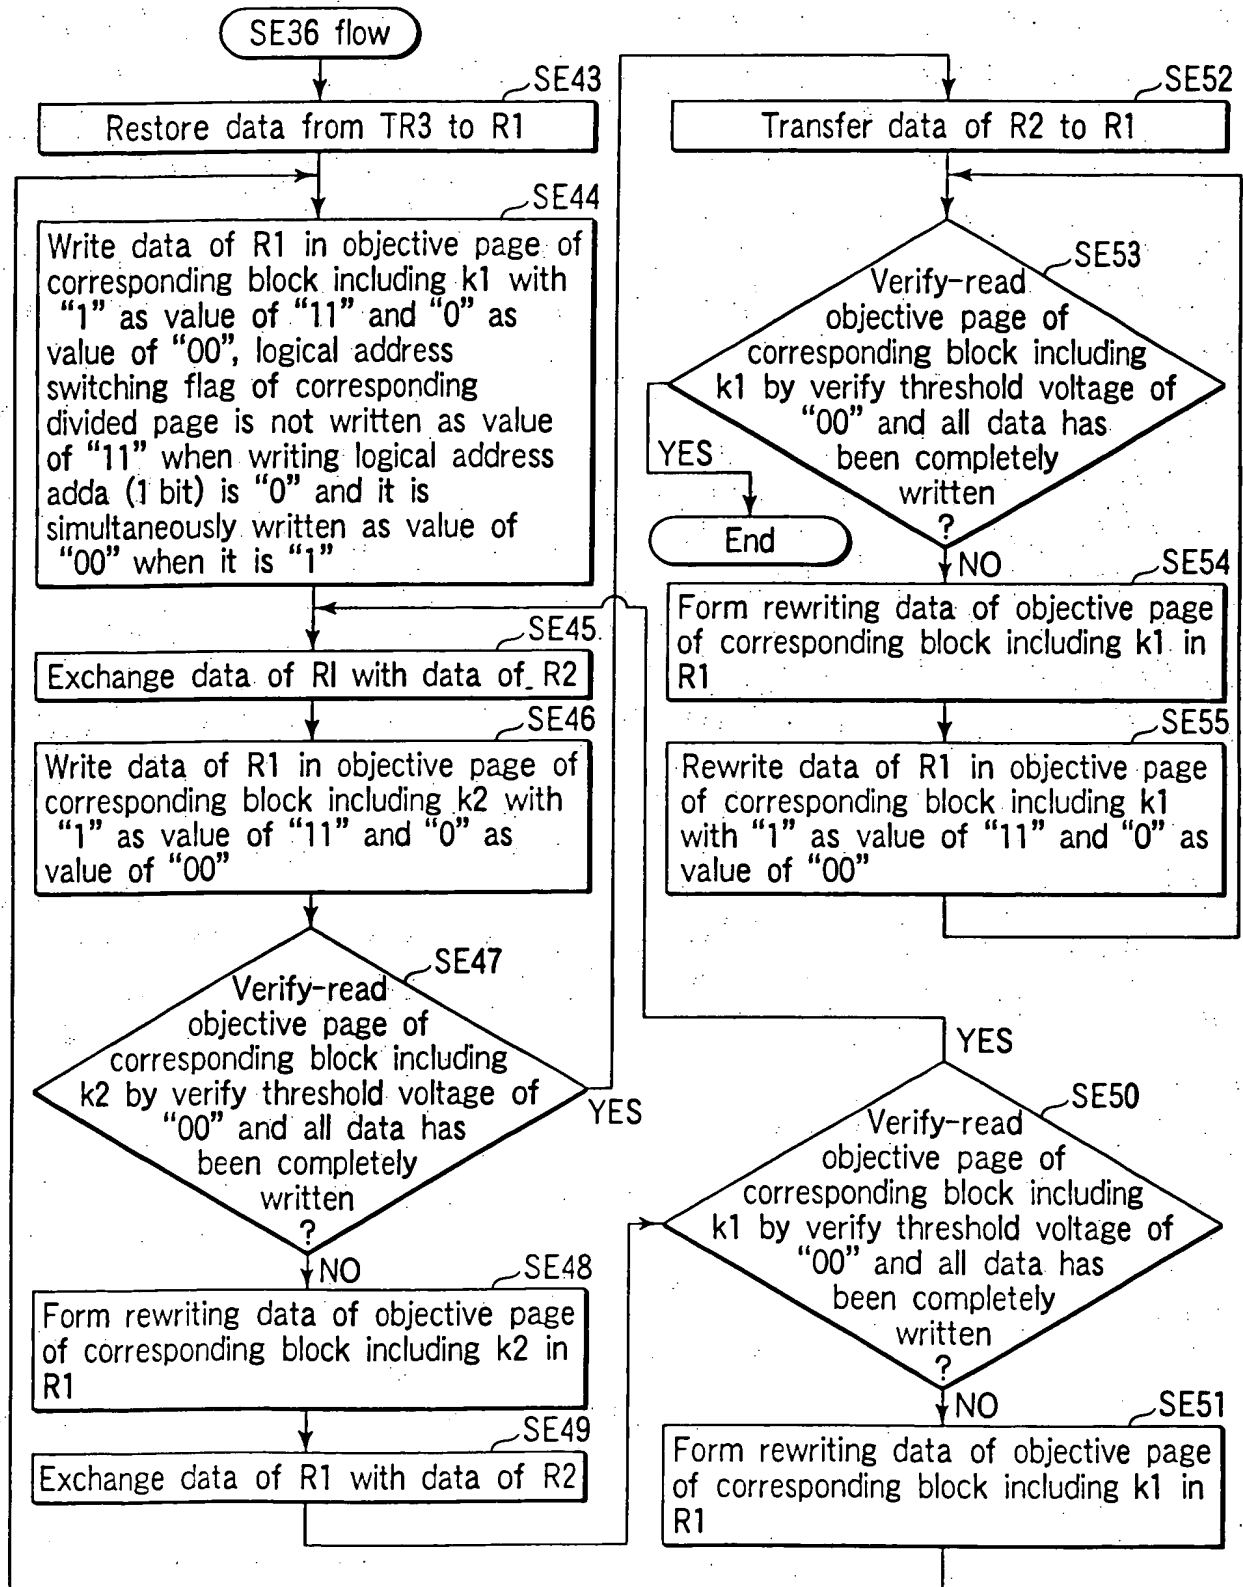 SE36 flow
SE43
Restore data from TR3 to R1
SE44
Write data of R1 in objective page of
corresponding block including k1 with
“1” as value of “11” and “0” as
value of “00”, logical address
switching flag of corresponding
divided page is not written as value
of “11” when writing logical address
adda (1 bit) is “0” and it is
simultaneously written as value of
“00” when it is “1”
SE45
Exchange data of RI with data of R2
SE46
Write data of R1 in objective page of
corresponding block including k2 with
“1” as value of “11” and “0” as
value of “00”
SE47
Verify-read
objective page of
corresponding block including
k2 by verify threshold voltage of
“00” and all data has
been completely
written
?
YES
NO
SE48
Form rewriting data of objective page
of corresponding block including k2 in
R1
SE49
Exchange data of R1 with data of R2
SE52
Transfer data of R2 to R1
SE53
Verify-read
objective page of
corresponding block including
k1 by verify threshold voltage of
“00” and all data has
been completely
written
?
YES
End
NO
SE54
Form rewriting data of objective page
of corresponding block including k1 in
R1
SE55
Rewrite data of R1 in objective page
of corresponding block including k1
with “1” as value of “11” and “0” as
value of “00”
YES
SE50
Verify-read
objective page of
corresponding block including
k1 by verify threshold voltage of
“00” and all data has
been completely
written
?
NO
SE51
Form rewriting data of objective page
of corresponding block including k1 in
R1